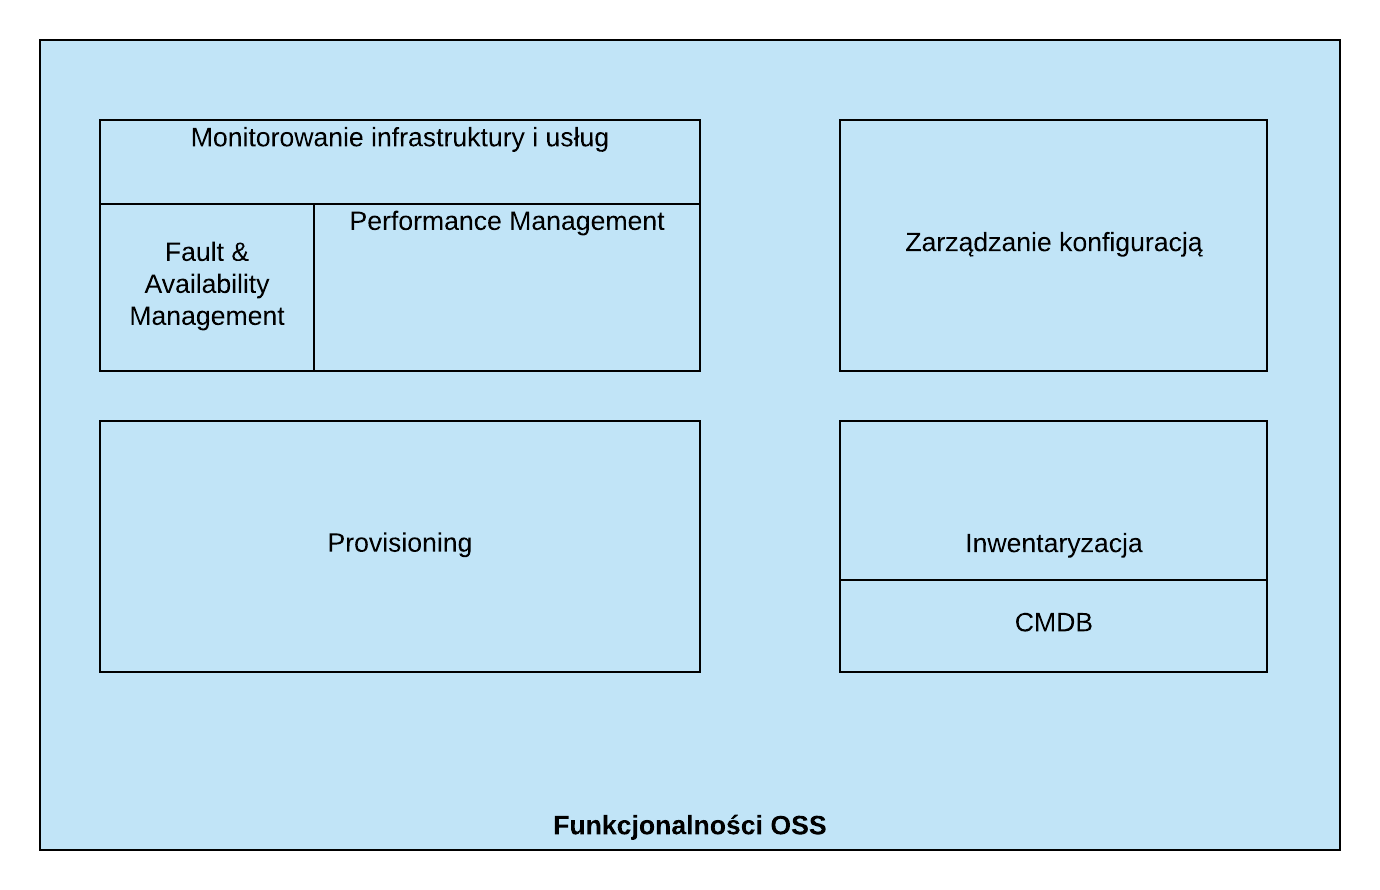 Monitorowanie infrastruktury i usług
Fault &
Availability
Management
Performance Management
Zarządzanie konfiguracją
Provisioning
Inwentaryzacja
CMDB
Funkcjonalności OSS